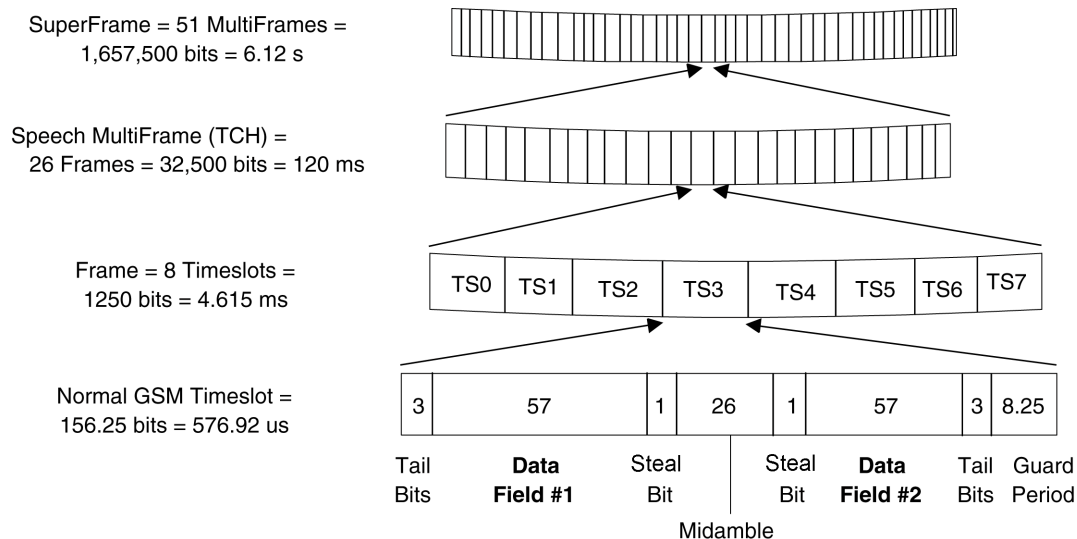 SuperFrame = 51 MultiFrames =
1,657,500 bits = 6.12 s
Speech MultiFrame (TCH) =
26 Frames = 32,500 bits = 120 ms
Frame = 8 Timeslots =
1250 bits = 4.615 ms
TS0 TS1 TS2 TS3 TS4 TS5 TS6 TS7
Normal GSM Timeslot =
156.25 bits = 576.92 us
3 57 1 26 1 57 3 8.25
Tail Data Steal Steal Data Tail Guard
Bits Field #1 Bit Bit Field #2 Bits Period
Midamble